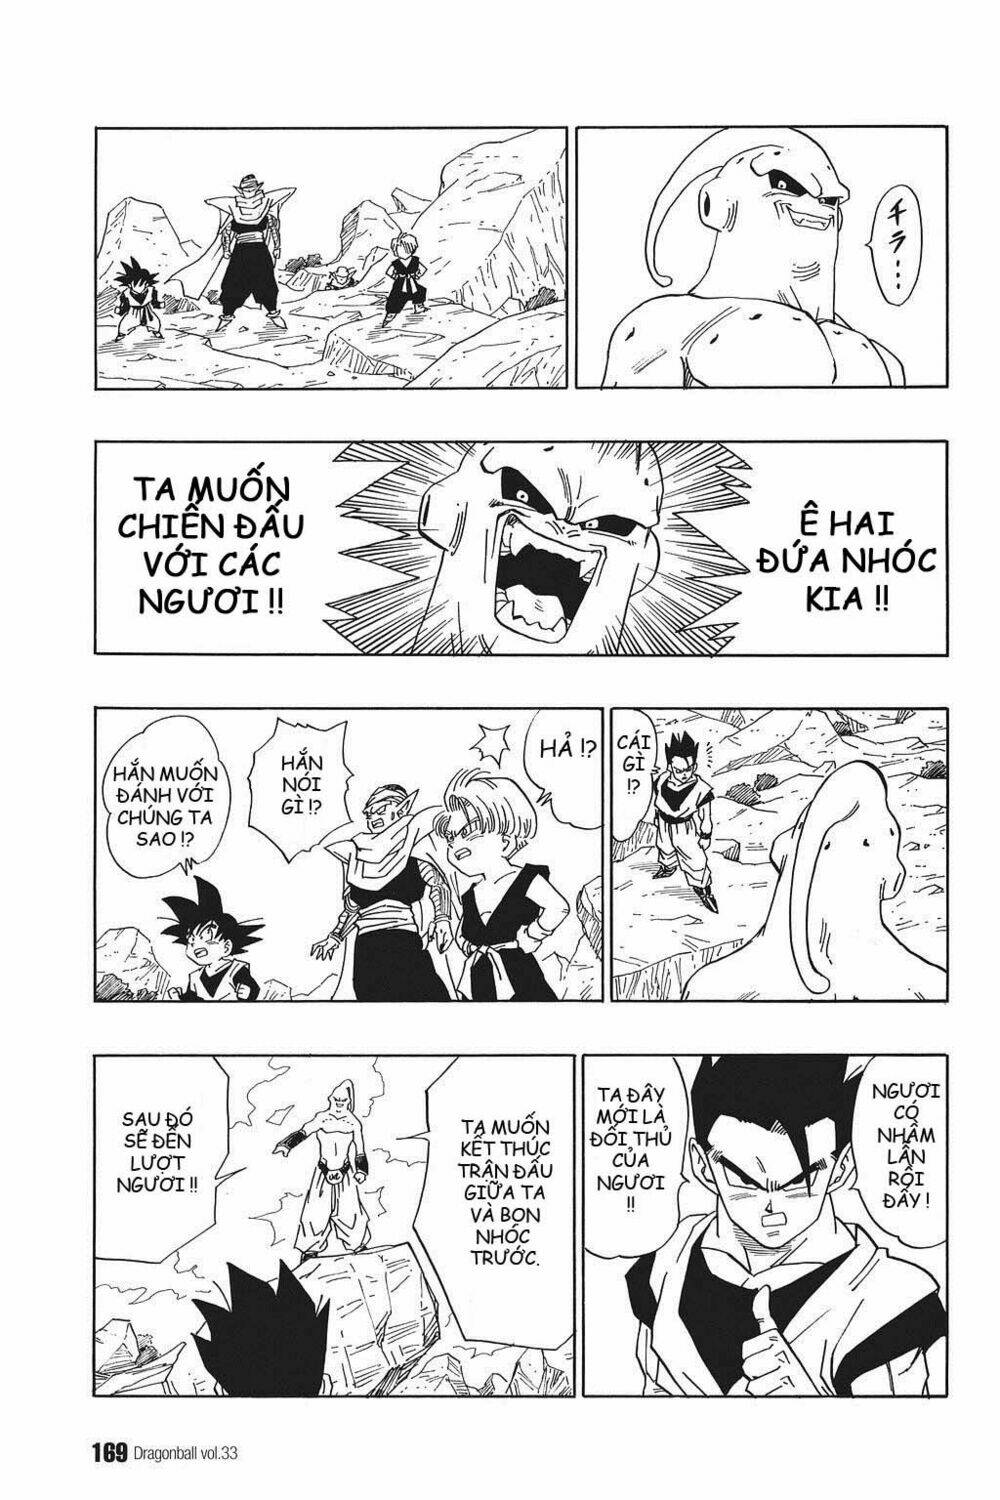 チラ…
Ê HAI
ĐỨA NHÓC
KIA !!
TA MUỐN
CHIẾN ĐẤU
VỚI CÁC
NGƯƠI !!
CÁI
GÌ !?
HẢ !?
HẮN
NÓI
GÌ !?
HẮN MUỐN
ĐÁNH VỚI
CHÚNG TA
SAO !?
NGƯƠI
CÓ
NHẦM
LẪN
RỒI
ĐẤY !
TA ĐÂY
MỚI LÀ
ĐỐI THỦ
CỦA
NGƯƠI
!!
TA MUỐN
KẾT THÚC
TRẬN ĐẤU
GIỮA TA
VÀ BỌN
NHÓC
TRƯỚC.
SAU ĐÓ
SẼ ĐẾN
LƯỢT
NGƯƠI !!
169 Dragonball vol.33